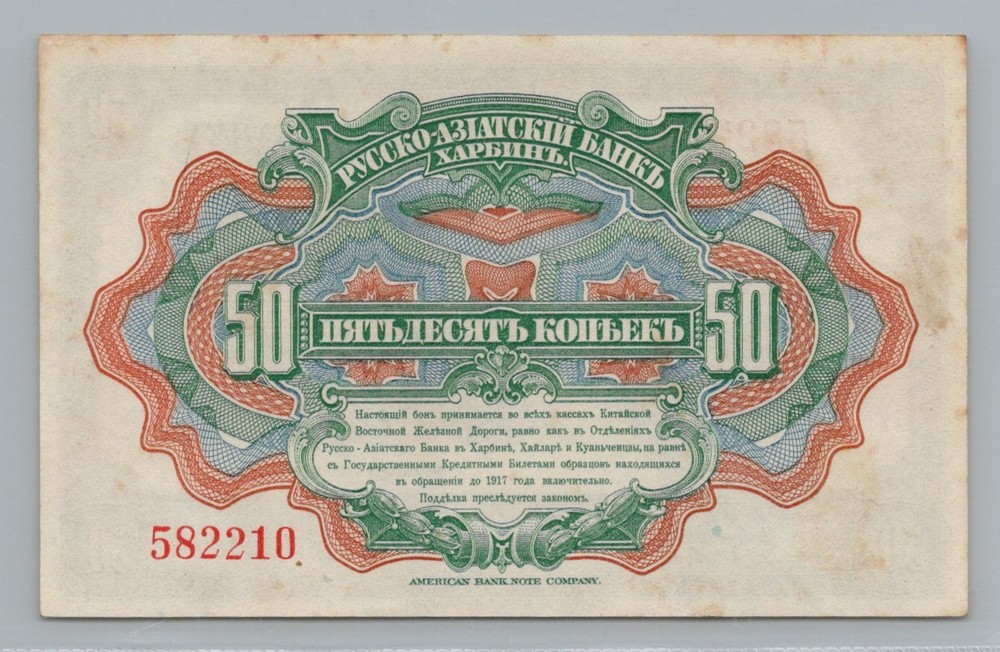 РУССКО-АЗІАТСКІЙ БАНКЪ
ХАРБИНЪ.
50 ПЯТЬДЕСЯТЪ КОПѢЕКЪ 50
Настоящій бонъ принимается во всѣхъ кассахъ Китайской
Восточной Желѣзной Дороги, равно какъ въ Отдѣленіяхъ
Русско-Азіатскаго Банка въ Харбинѣ, Хайларѣ и Куаньченцзы, на равнѣ
съ Государственными Кредитными Билетами образцовъ находящихся
въ обращеніи до 1917 года включительно.
Поддѣлка преслѣдуется закономъ.
582210
AMERICAN BANK NOTE COMPANY.